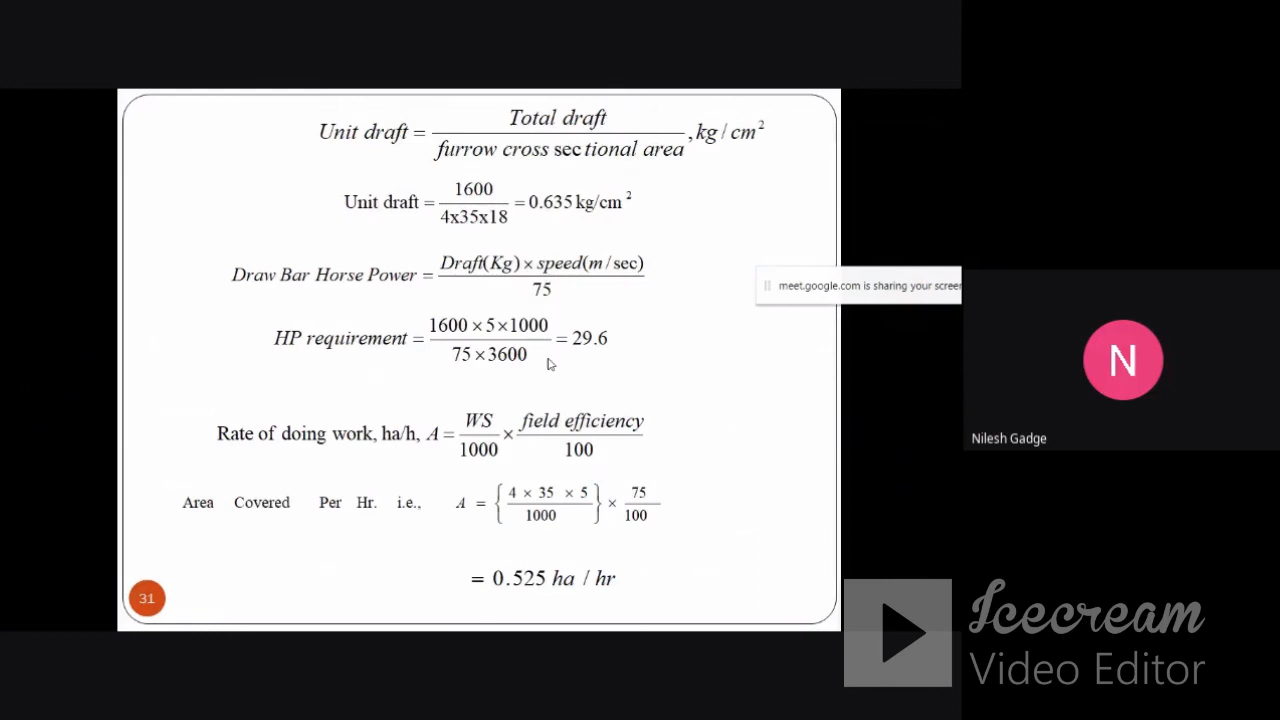 Unit draft = Total draft / furrow cross sectional area , kg / cm²
Unit draft = 1600 / 4x35x18 = 0.635 kg/cm²
Draw Bar Horse Power = Draft(Kg) × speed(m / sec) / 75
meet.google.com is sharing your screen
HP requirement = 1600 × 5 × 1000 / 75 × 3600 = 29.6
N
Nilesh Gadge
Rate of doing work, ha/h, A = WS / 1000 × field efficiency / 100
Area Covered Per Hr. i.e., A = { 4 × 35 × 5 / 1000 } × 75 / 100
= 0.525 ha / hr
31
Icecream
Video Editor